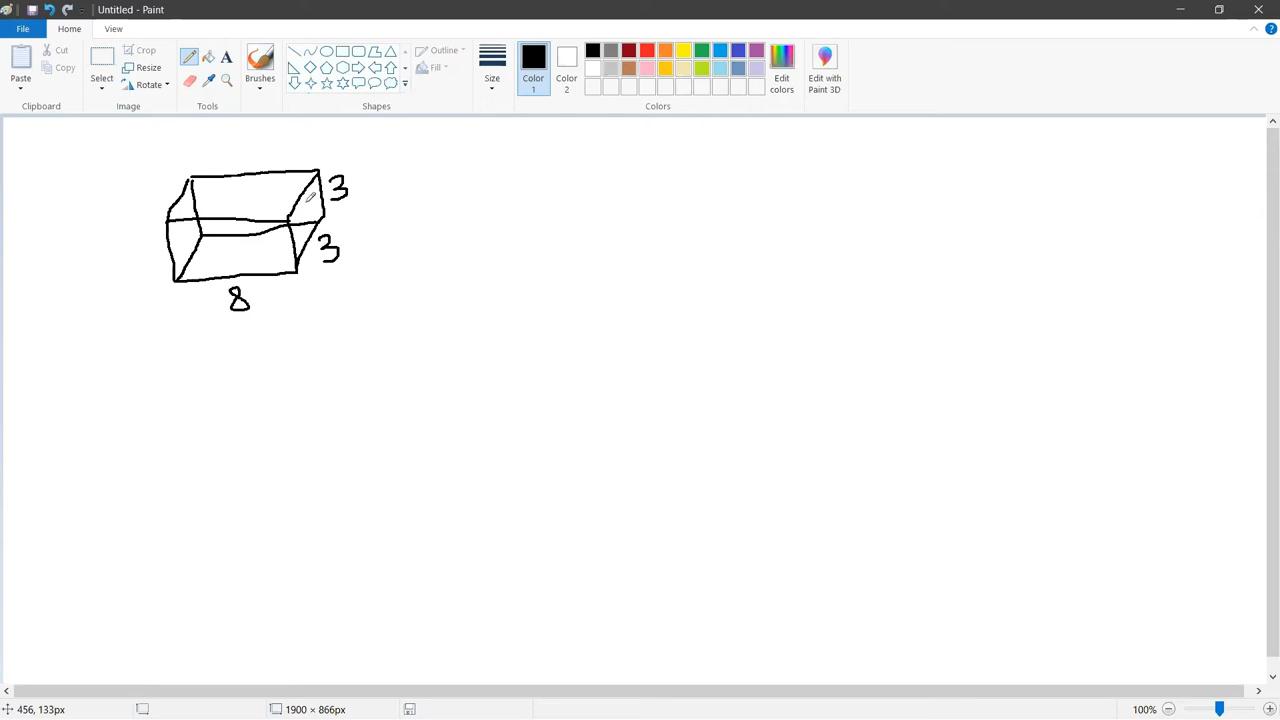 Untitled - Paint
File
Home
View
Paste
Cut
Copy
Clipboard
Select
Crop
Resize
Rotate
Image
Tools
Brushes
Outline
Fill
Shapes
Size
Color
1
Color
2
Edit
colors
Colors
Edit with
Paint 3D
3
3
8
456, 133px
1900 × 866px
100%